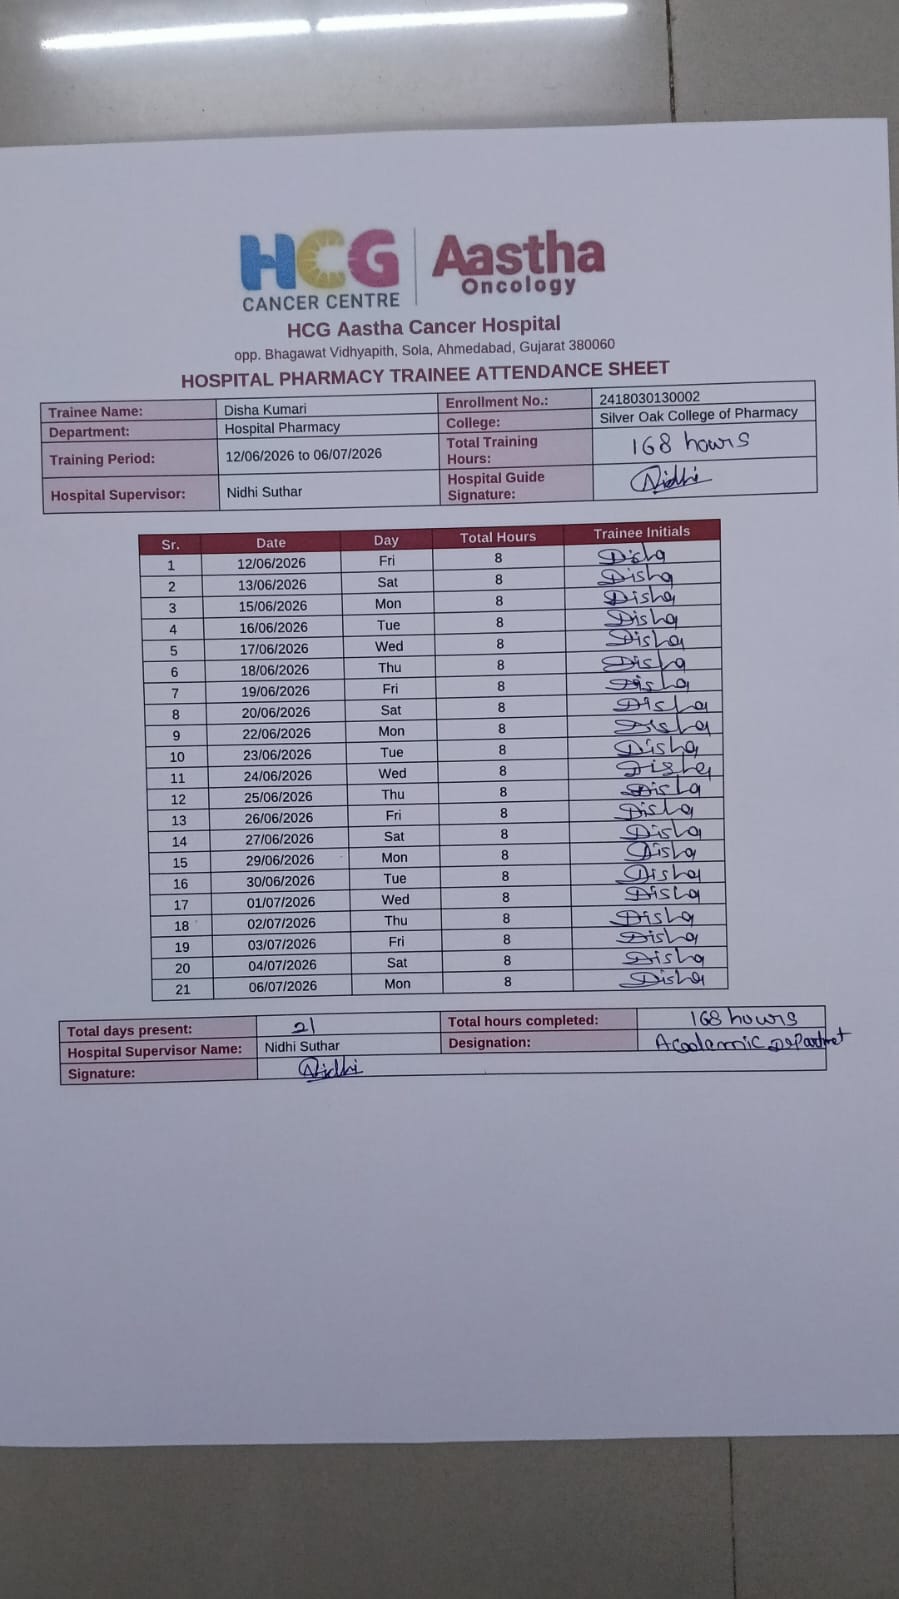 HCG
CANCER CENTRE
Aastha
Oncology
HCG Aastha Cancer Hospital
opp. Bhagawat Vidhyapith, Sola, Ahmedabad, Gujarat 380060
HOSPITAL PHARMACY TRAINEE ATTENDANCE SHEET
Trainee Name: Disha Kumari Enrollment No.: 2418030130002
Department: Hospital Pharmacy College: Silver Oak College of Pharmacy
Training Period: 12/06/2026 to 06/07/2026 Total Training Hours: 168 hours
Hospital Supervisor: Nidhi Suthar Hospital Guide Signature: Nidhi
Sr. Date Day Total Hours Trainee Initials
1 12/06/2026 Fri 8 Disha
2 13/06/2026 Sat 8 Disha
3 15/06/2026 Mon 8 Disha
4 16/06/2026 Tue 8 Disha
5 17/06/2026 Wed 8 Disha
6 18/06/2026 Thu 8 Disha
7 19/06/2026 Fri 8 Disha
8 20/06/2026 Sat 8 Disha
9 22/06/2026 Mon 8 Disha
10 23/06/2026 Tue 8 Disha
11 24/06/2026 Wed 8 Disha
12 25/06/2026 Thu 8 Disha
13 26/06/2026 Fri 8 Disha
14 27/06/2026 Sat 8 Disha
15 29/06/2026 Mon 8 Disha
16 30/06/2026 Tue 8 Disha
17 01/07/2026 Wed 8 Disha
18 02/07/2026 Thu 8 Disha
19 03/07/2026 Fri 8 Disha
20 04/07/2026 Sat 8 Disha
21 06/07/2026 Mon 8 Disha
Total days present: 21 Total hours completed: 168 hours
Hospital Supervisor Name: Nidhi Suthar Designation: Academic Departmet
Signature: Nidhi